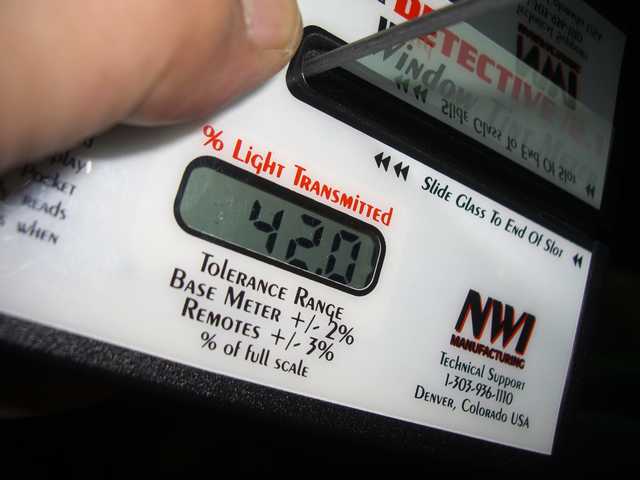 DETECTIVE
Window
Slide Glass To End Of Slot
% Light Transmitted
42.0
Slide Glass To End Of Slot
Play
Pocket
Reads
when
Tolerance Range
Base Meter +/- 2%
Remotes +/- 3%
% of full scale
NWI
MANUFACTURING
Technical Support
1-303-936-1110
Denver, Colorado USA